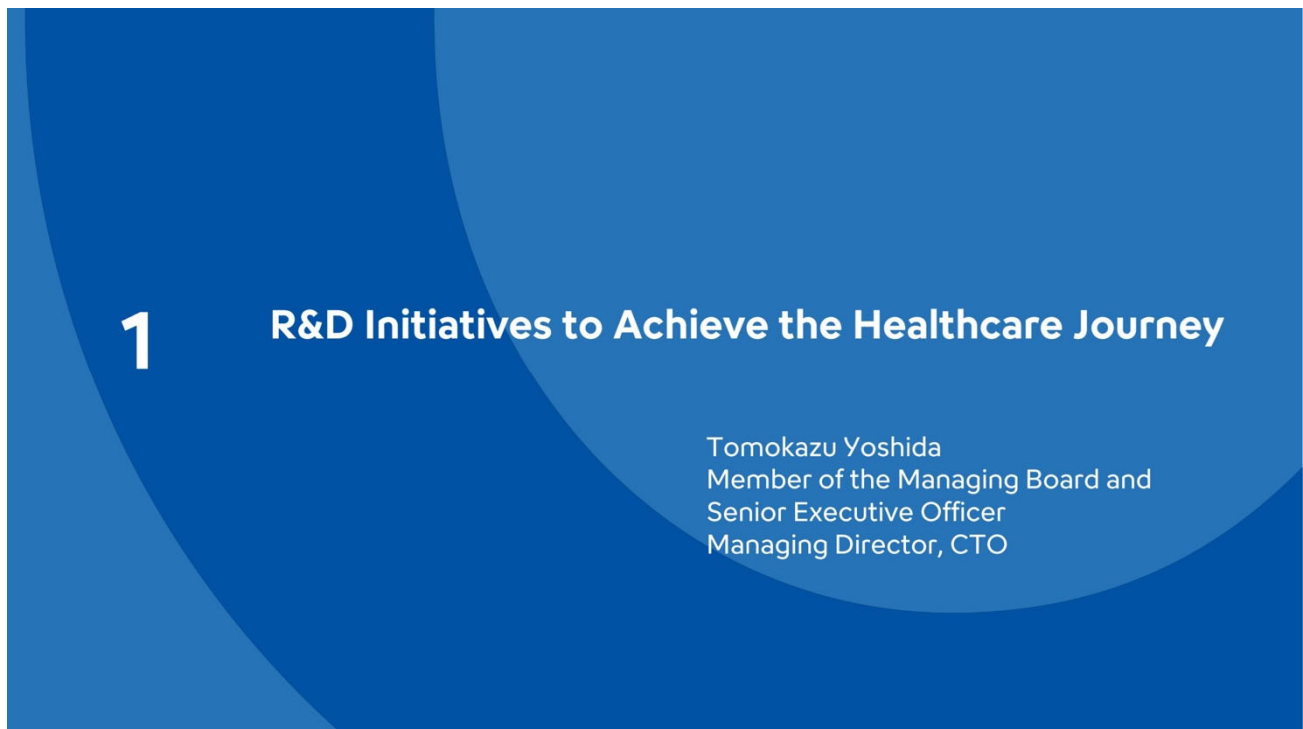 1
R&D Initiatives to Achieve the Healthcare Journey
Tomokazu Yoshida
Member of the Managing Board and
Senior Executive Officer
Managing Director, CTO